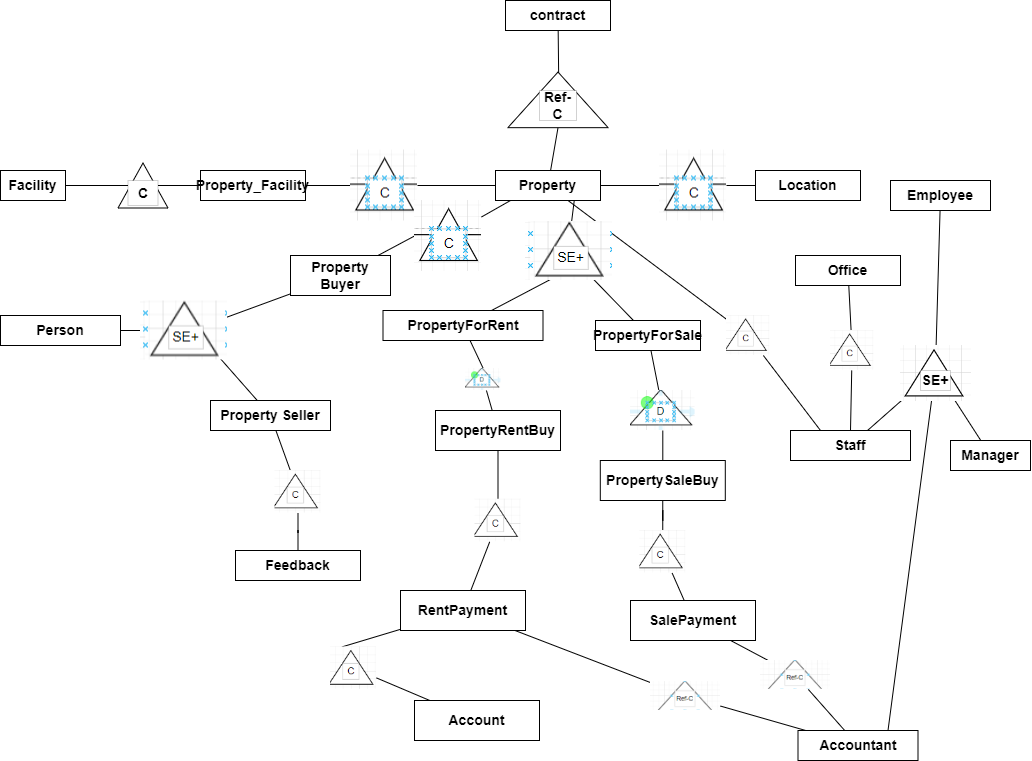 contract
Ref-
C
Facility
C
Property_Facility
C
Property
C
Location
Employee
C
SE+
Property
Buyer
Office
Person
SE+
PropertyForRent
PropertyForSale
C
C
SE+
D
Property Seller
PropertyRentBuy
D
Staff
Manager
C
PropertySaleBuy
C
C
Feedback
RentPayment
SalePayment
C
Ref-C
Ref-C
Account
Accountant